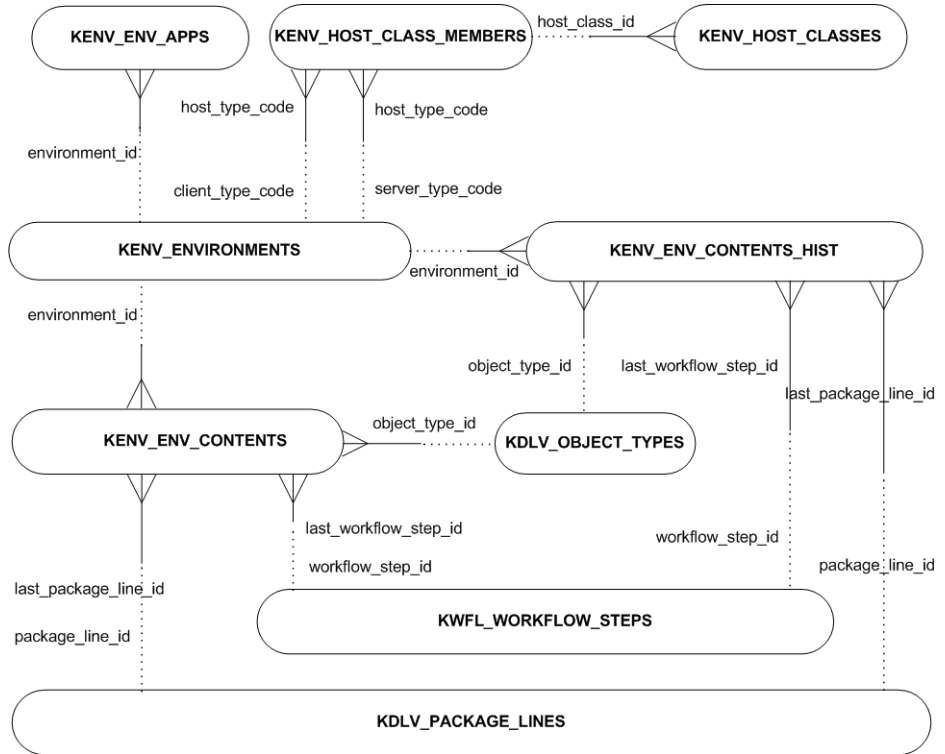 host_class_id
KENV_ENV_APPS
KENV_HOST_CLASS_MEMBERS
KENV_HOST_CLASSES
host_type_code
host_type_code
environment_id
client_type_code
server_type_code
KENV_ENVIRONMENTS
KENV_ENV_CONTENTS_HIST
environment_id
environment_id
object_type_id
last_workflow_step_id
last_package_line_id
object_type_id
KENV_ENV_CONTENTS
KDLV_OBJECT_TYPES
last_workflow_step_id
workflow_step_id
workflow_step_id
package_line_id
last_package_line_id
KWFL_WORKFLOW_STEPS
package_line_id
KDLV_PACKAGE_LINES